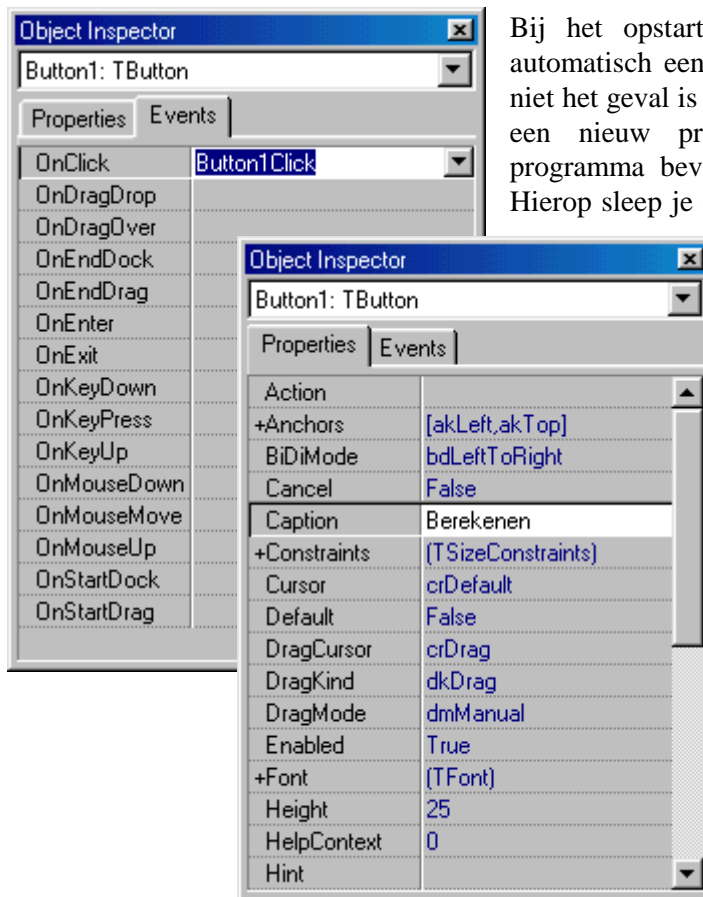 Object Inspector
Button1: TButton
Properties Events
OnClick Button1Click
OnDragDrop
OnDragOver
OnEndDock
OnEndDrag
OnEnter
OnExit
OnKeyDown
OnKeyPress
OnKeyUp
OnMouseDown
OnMouseMove
OnMouseUp
OnStartDock
OnStartDrag
Bij het opstart
automatisch een
niet het geval is
een nieuw pr
programma bev
Hierop sleep je
Object Inspector
Button1: TButton
Properties Events
Action
+Anchors [akLeft,akTop]
BiDiMode bdLeftToRight
Cancel False
Caption Berekenen
+Constraints (TSizeConstraints)
Cursor crDefault
Default False
DragCursor crDrag
DragKind dkDrag
DragMode dmManual
Enabled True
+Font (TFont)
Height 25
HelpContext 0
Hint